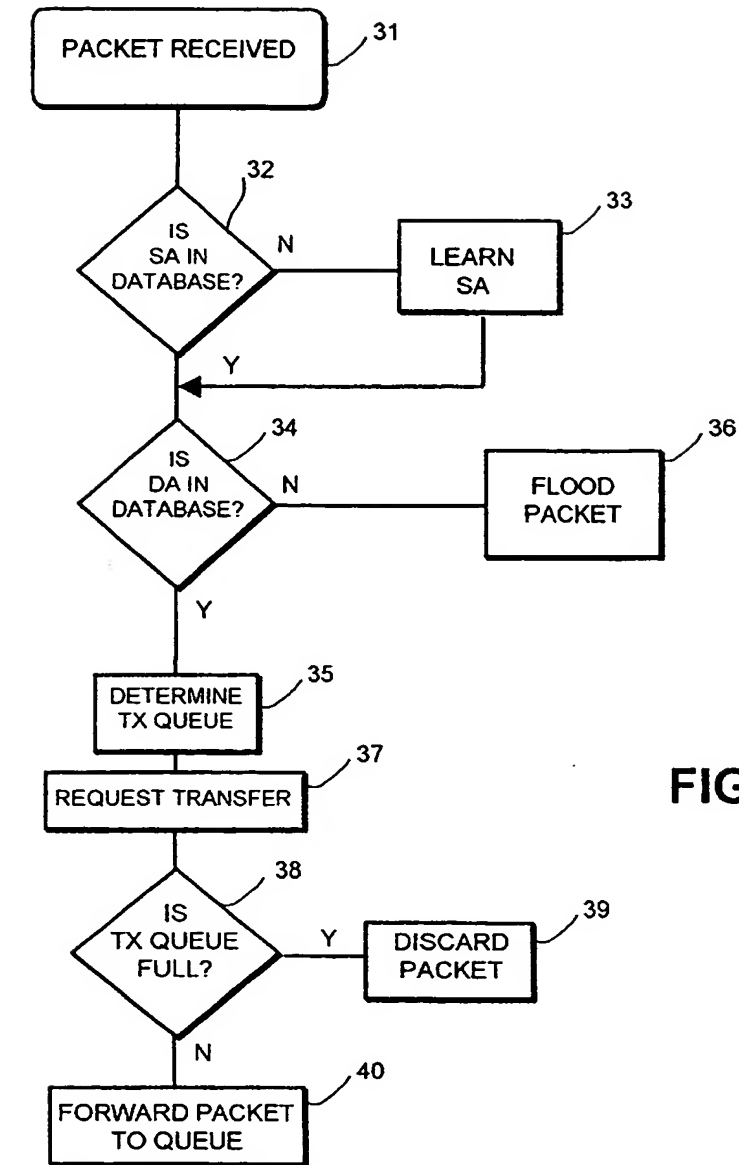 PACKET RECEIVED
31
32
IS
SA IN
DATABASE?
N
33
LEARN
SA
Y
34
IS
DA IN
DATABASE?
N
36
FLOOD
PACKET
Y
35
DETERMINE
TX QUEUE
37
REQUEST TRANSFER
FIG
38
IS
TX QUEUE
FULL?
Y
39
DISCARD
PACKET
N
40
FORWARD PACKET
TO QUEUE